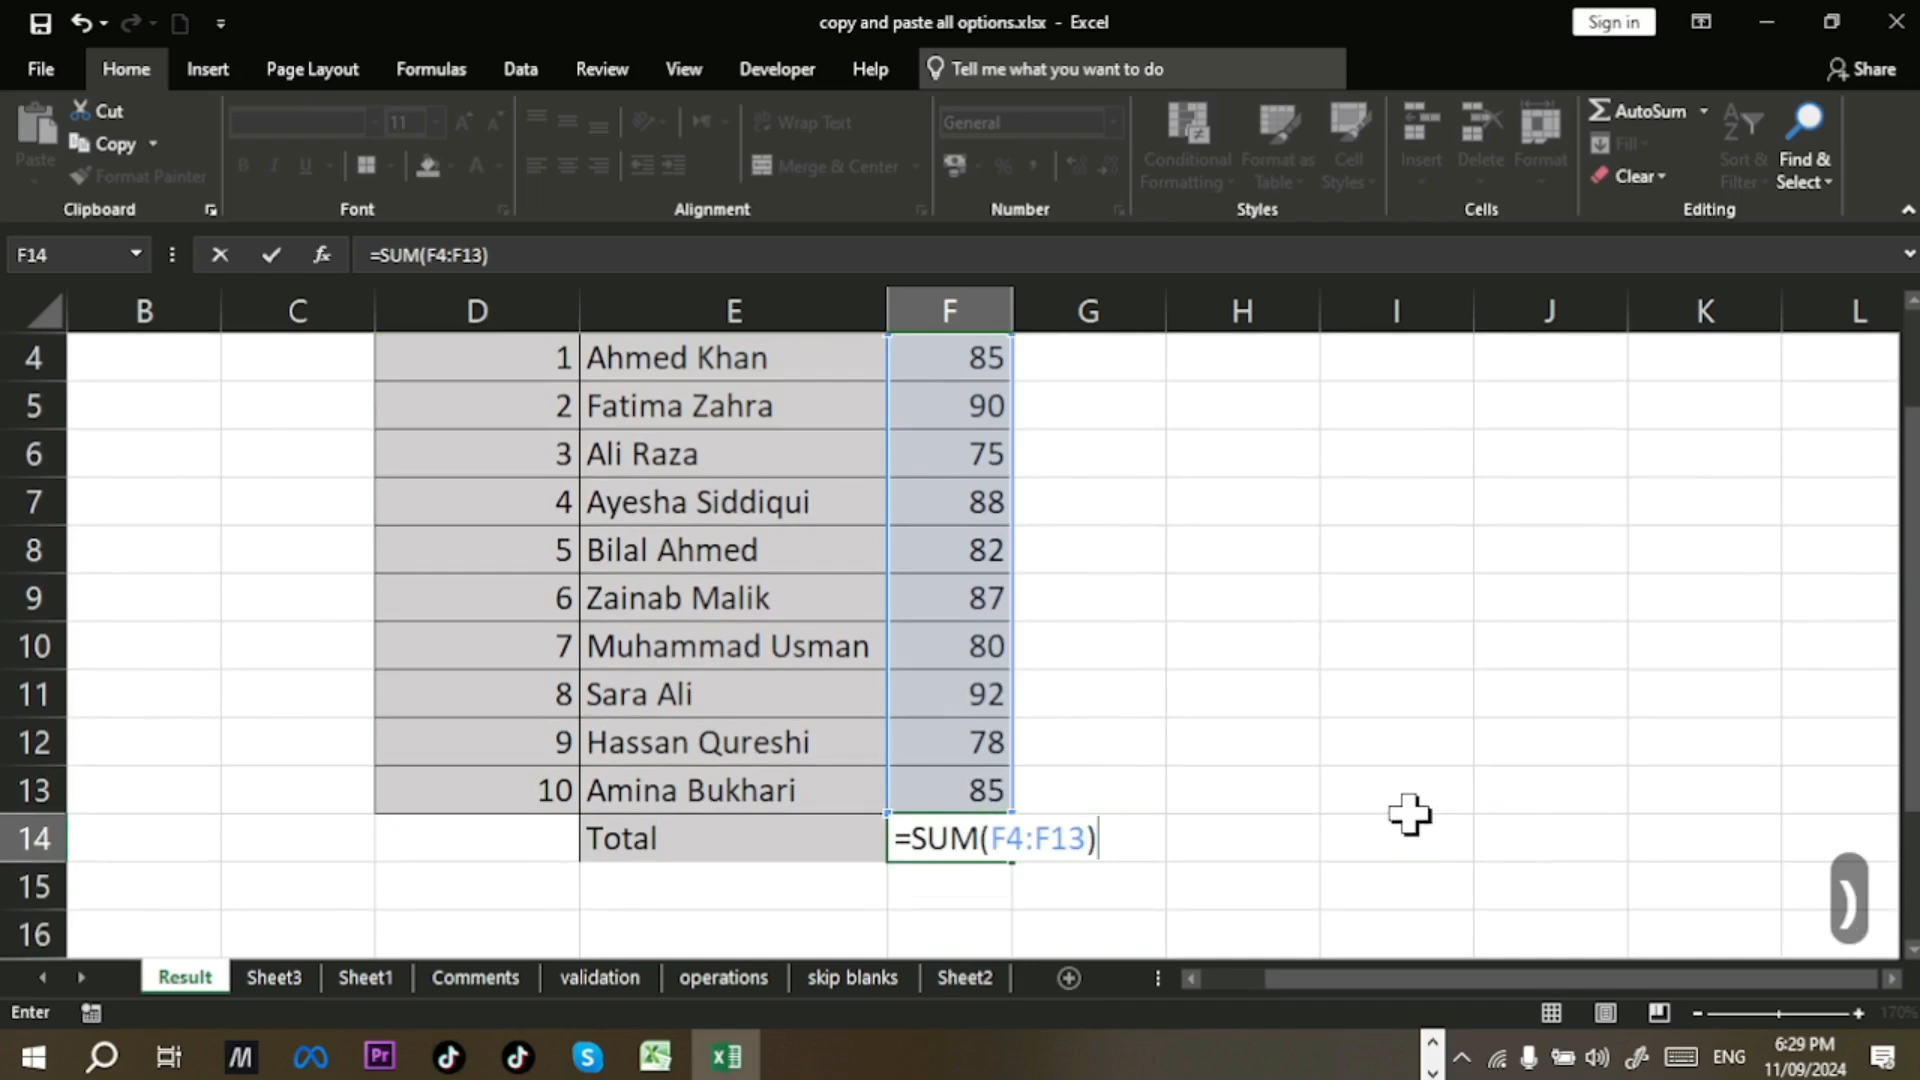 copy and paste all options.xlsx - Excel
Sign in
File Home Insert Page Layout Formulas Data Review View Developer Help Tell me what you want to do Share
Paste
Cut
Copy
Format Painter
Clipboard
11
Font
Wrap Text
Merge & Center
Alignment
General
Number
Conditional Formatting
Format as Table
Cell Styles
Styles
Insert
Delete
Format
Cells
AutoSum
Fill
Clear
Sort & Filter
Find & Select
Editing
F14 =SUM(F4:F13)
B C D E F G H I J K L
4 1 Ahmed Khan 85
5 2 Fatima Zahra 90
6 3 Ali Raza 75
7 4 Ayesha Siddiqui 88
8 5 Bilal Ahmed 82
9 6 Zainab Malik 87
10 7 Muhammad Usman 80
11 8 Sara Ali 92
12 9 Hassan Qureshi 78
13 10 Amina Bukhari 85
14 Total =SUM(F4:F13)
15
16
)
Result Sheet3 Sheet1 Comments validation operations skip blanks Sheet2
Enter
170%
ENG
6:29 PM
11/09/2024